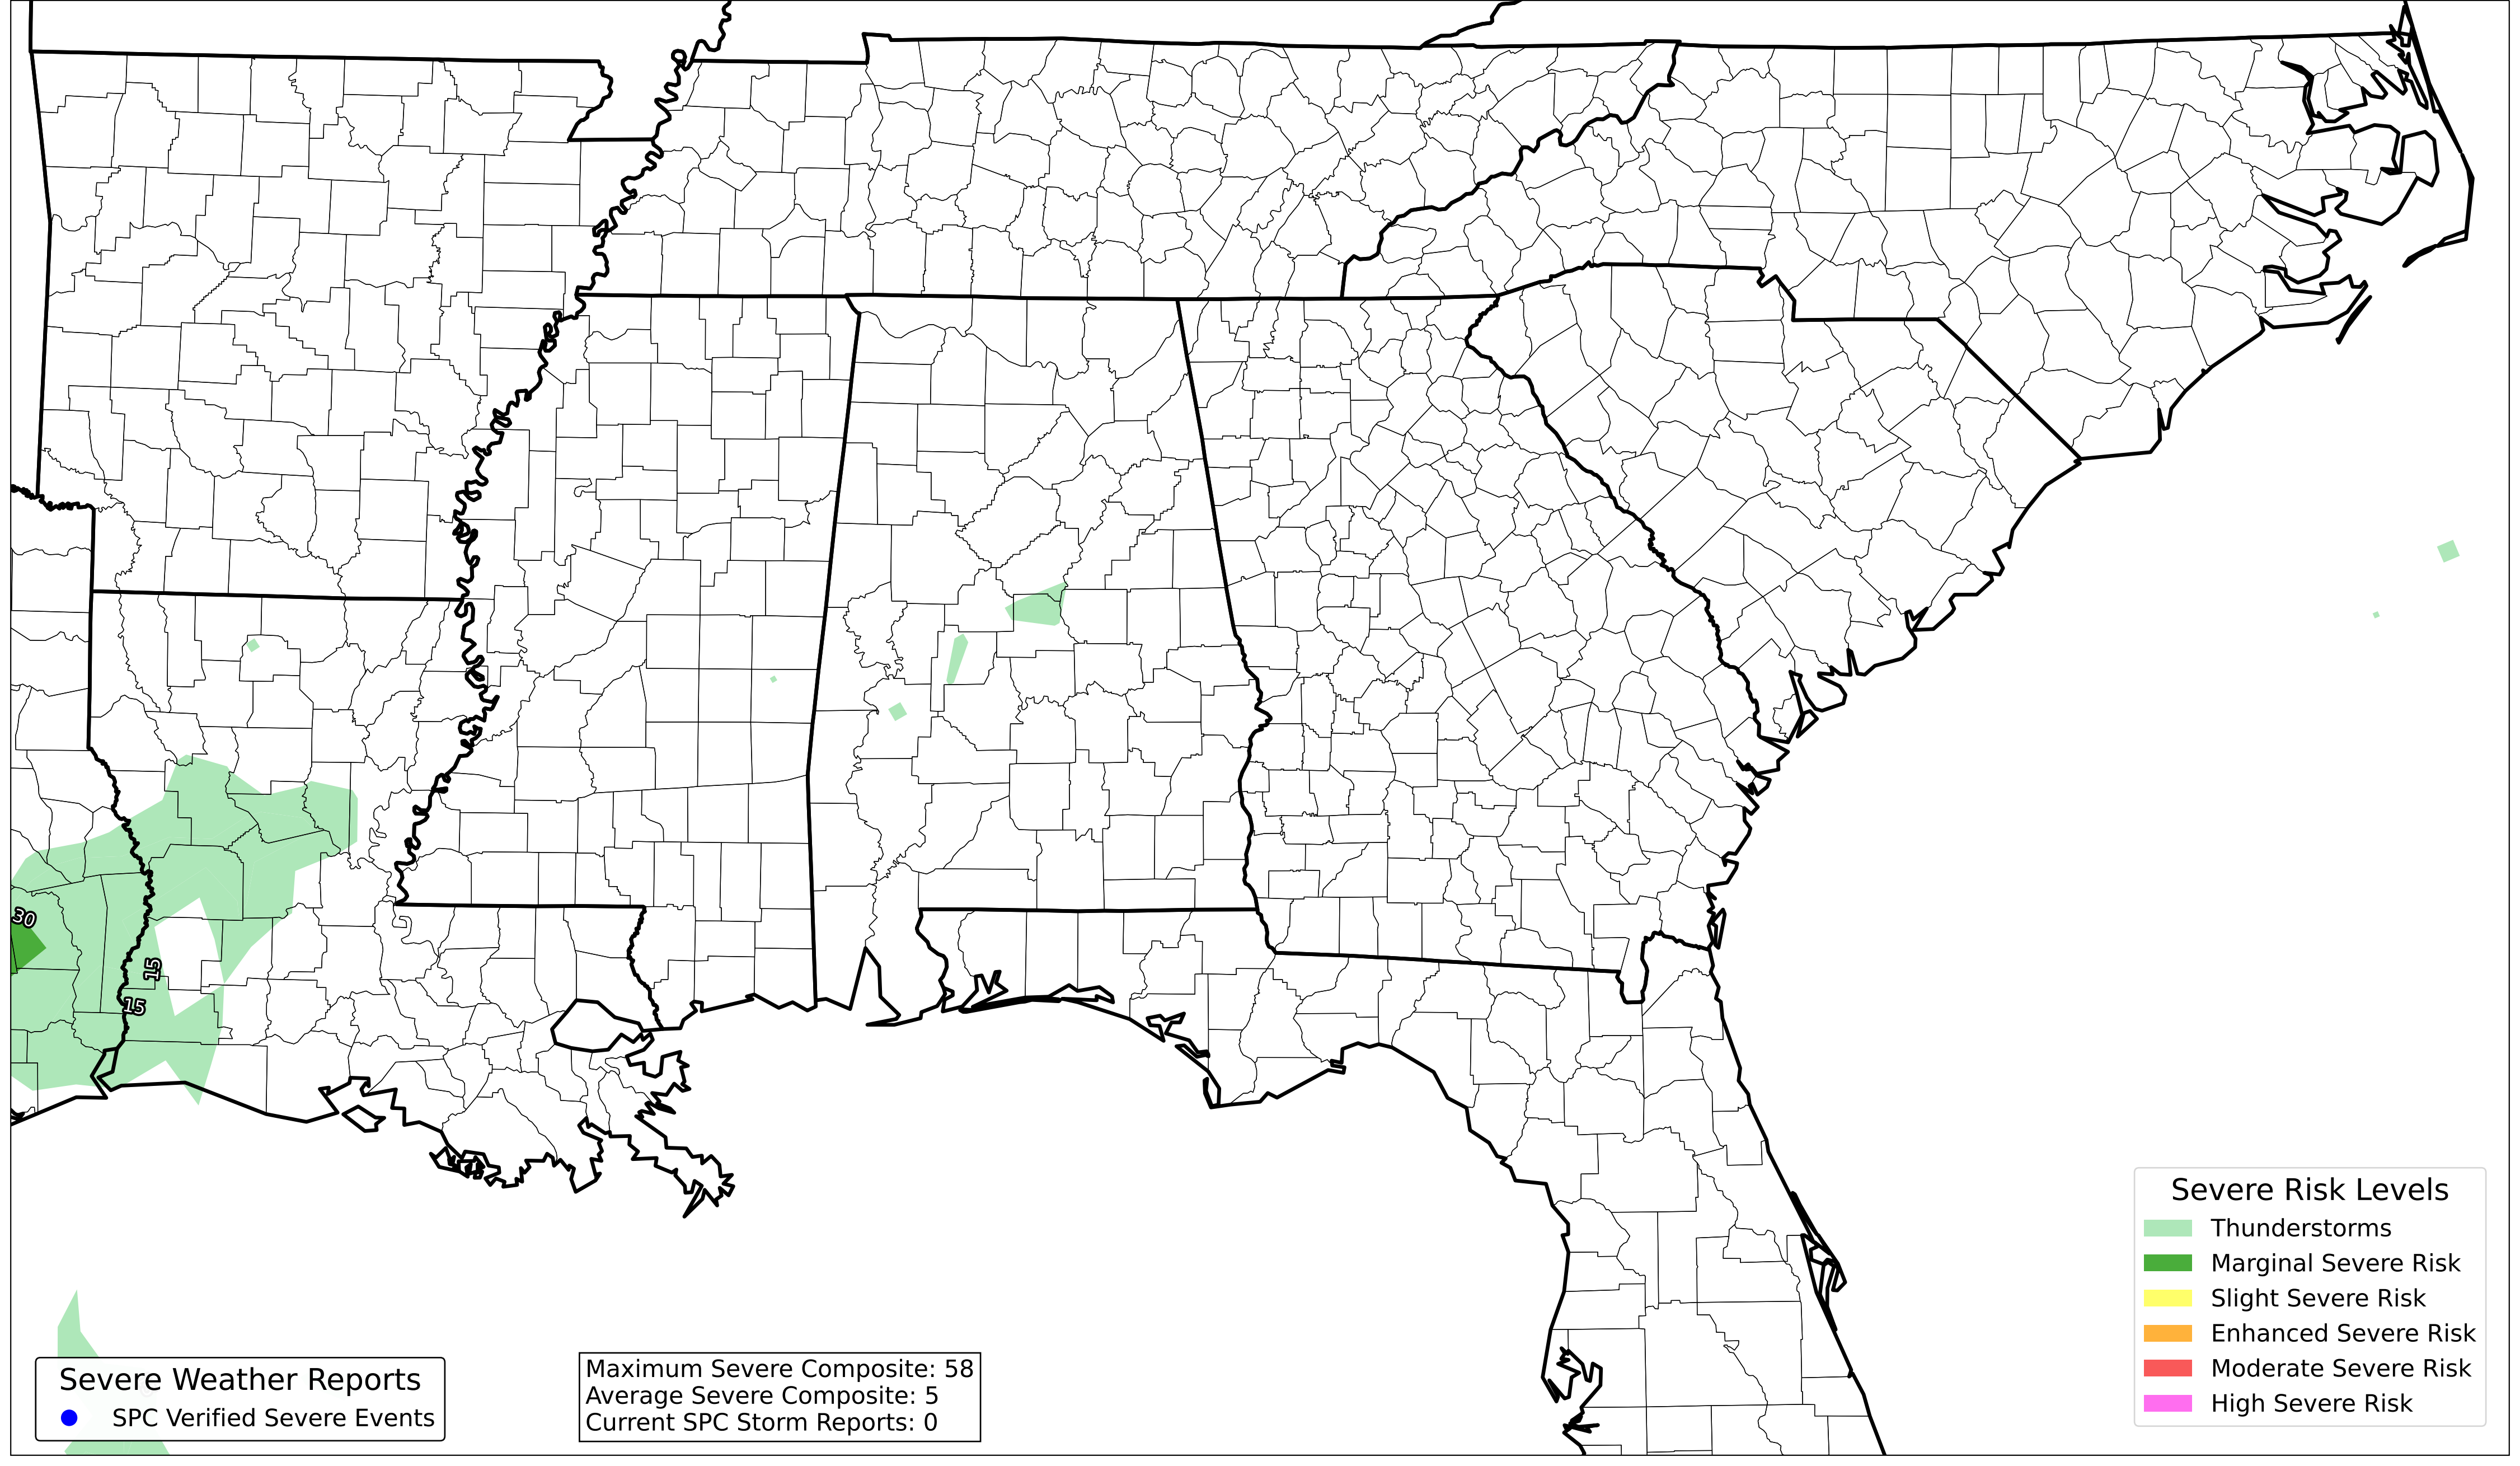 30
15
15
Severe Risk Levels
Thunderstorms
Marginal Severe Risk
Slight Severe Risk
Enhanced Severe Risk
Moderate Severe Risk
High Severe Risk
Severe Weather Reports
SPC Verified Severe Events
Maximum Severe Composite: 58
Average Severe Composite: 5
Current SPC Storm Reports: 0